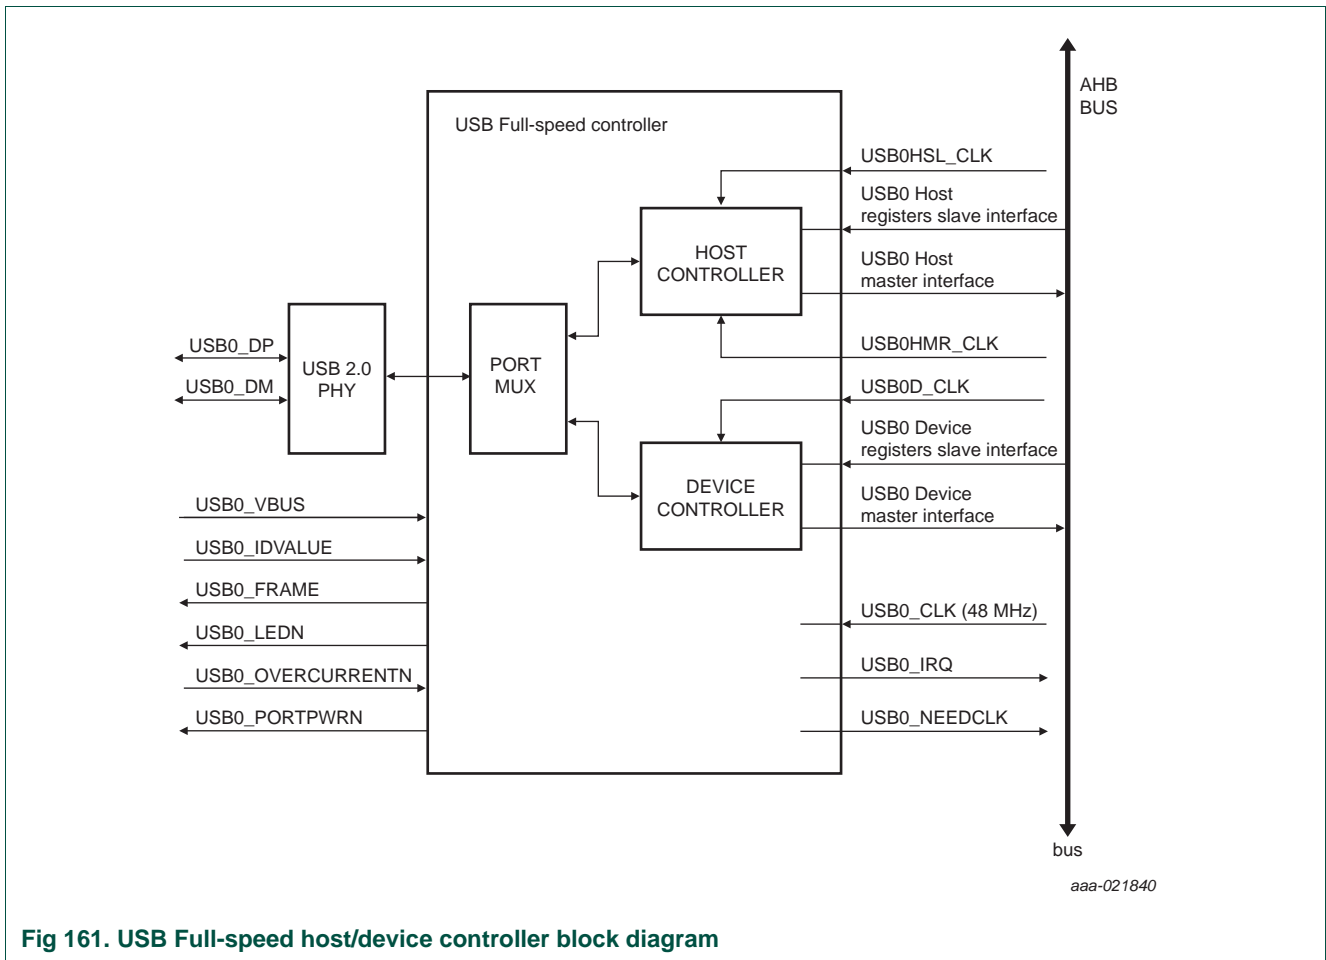 AHB
BUS
USB Full-speed controller
USB0HSL_CLK
USB0 Host
registers slave interface
HOST
CONTROLLER
USB0 Host
master interface
USB0_DP
USB0_DM
USB 2.0
PHY
PORT
MUX
USB0HMR_CLK
USB0D_CLK
USB0 Device
registers slave interface
DEVICE
CONTROLLER
USB0 Device
master interface
USB0_VBUS
USB0_IDVALUE
USB0_FRAME
USB0_LEDN
USB0_OVERCURRENTN
USB0_PORTPWRN
USB0_CLK (48 MHz)
USB0_IRQ
USB0_NEEDCLK
bus
aaa-021840
Fig 161. USB Full-speed host/device controller block diagram